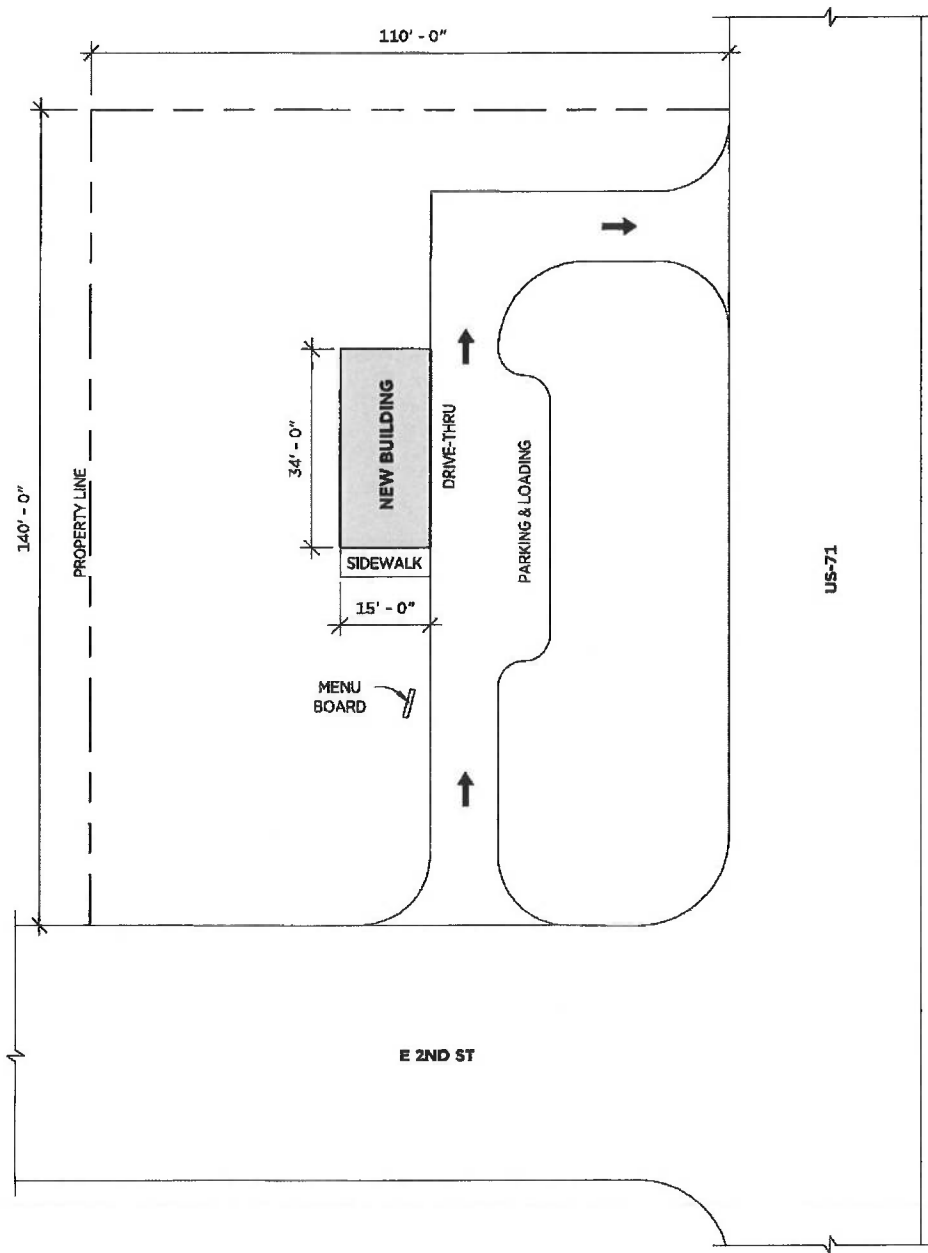 110' - 0"
140' - 0"
PROPERTY LINE
34' - 0"
NEW BUILDING
DRIVE-THRU
PARKING & LOADING
US-71
SIDEWALK
15' - 0"
MENU
BOARD
E 2ND ST